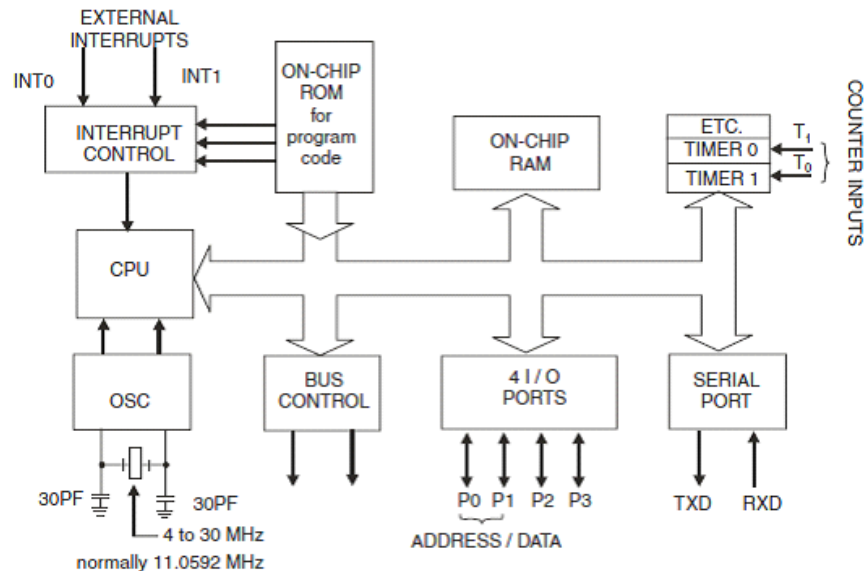 EXTERNAL
INTERRUPTS
INT0
INT1
ON-CHIP
ROM
for
program
code
INTERRUPT
CONTROL
ON-CHIP
RAM
ETC.
TIMER 0
TIMER 1
T1
T0
COUNTER INPUTS
CPU
OSC
BUS
CONTROL
4 I / O
PORTS
SERIAL
PORT
30PF
30PF
P0 P1 P2 P3
TXD RXD
ADDRESS / DATA
4 to 30 MHz
normally 11.0592 MHz